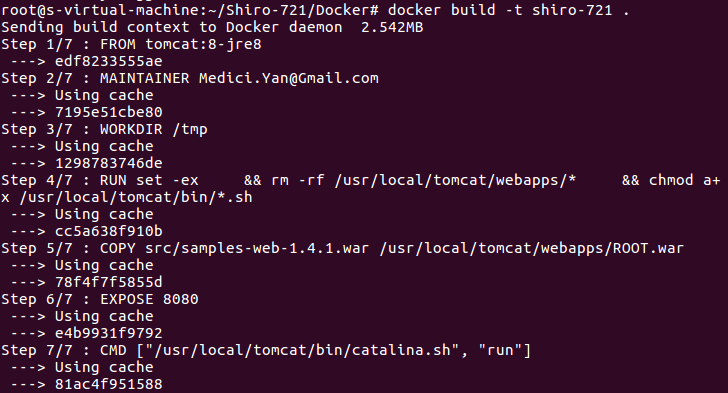 root@s-virtual-machine:~/Shiro-721/Docker# docker build -t shiro-721 .
Sending build context to Docker daemon  2.542MB
Step 1/7 : FROM tomcat:8-jre8
 ---> edf8233555ae
Step 2/7 : MAINTAINER Medici.Yan@Gmail.com
 ---> Using cache
 ---> 7195e51cbe80
Step 3/7 : WORKDIR /tmp
 ---> Using cache
 ---> 1298783746de
Step 4/7 : RUN set -ex     && rm -rf /usr/local/tomcat/webapps/*     && chmod a+
x /usr/local/tomcat/bin/*.sh
 ---> Using cache
 ---> cc5a638f910b
Step 5/7 : COPY src/samples-web-1.4.1.war /usr/local/tomcat/webapps/ROOT.war
 ---> Using cache
 ---> 78f4f7f5855d
Step 6/7 : EXPOSE 8080
 ---> Using cache
 ---> e4b9931f9792
Step 7/7 : CMD ["/usr/local/tomcat/bin/catalina.sh", "run"]
 ---> Using cache
 ---> 81ac4f951588